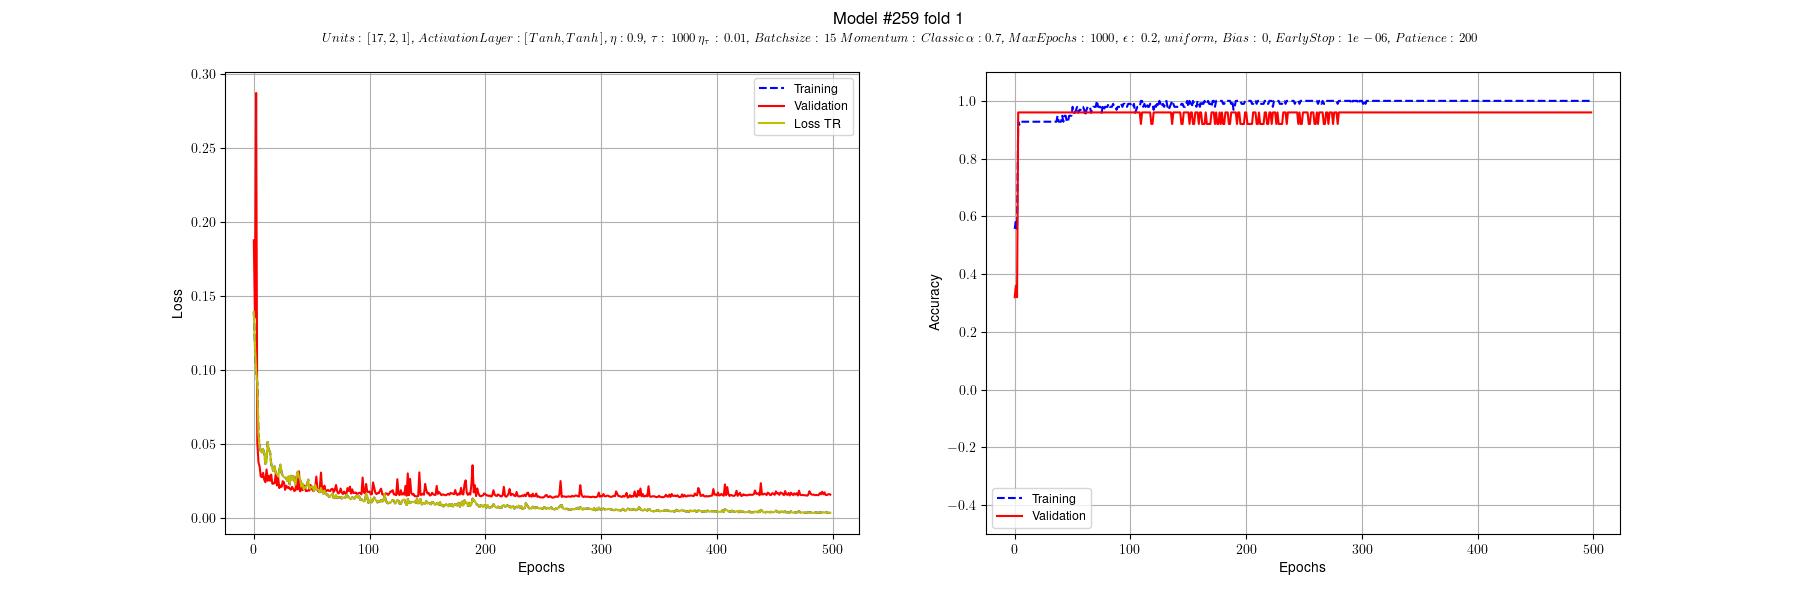 Model #259 fold 1
Units : [17, 2, 1], ActivationLayer : [Tanh, Tanh], η : 0.9, τ : 1000 η_τ : 0.01, Batchsize : 15 Momentum : Classic α : 0.7, MaxEpochs : 1000, ϵ : 0.2, uniform, Bias : 0, EarlyStop : 1e − 06, Patience : 200
0.30
0.25
0.20
0.15
0.10
0.05
0.00
Loss
0 100 200 300 400 500
Epochs
Training
Validation
Loss TR
1.0
0.8
0.6
0.4
0.2
0.0
−0.2
−0.4
Accuracy
0 100 200 300 400 500
Epochs
Training
Validation